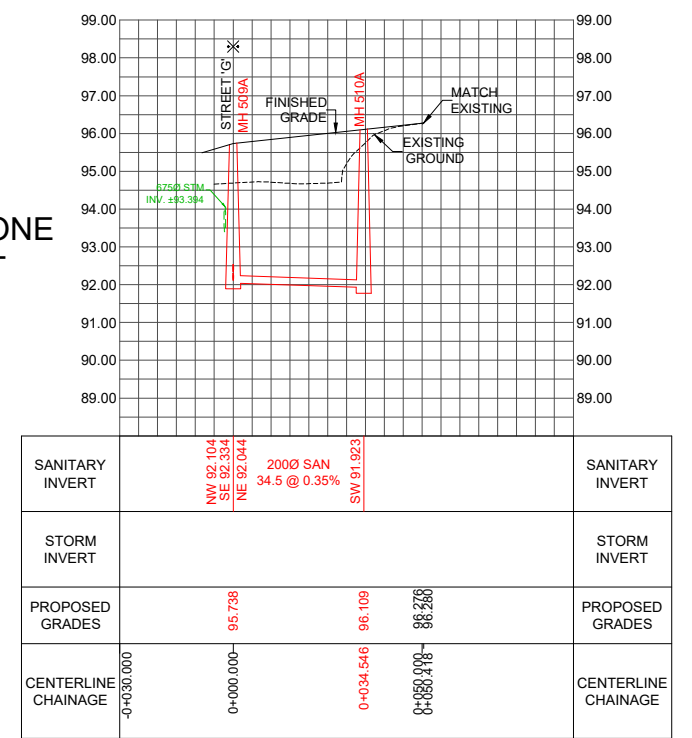 99.00 99.00
98.00 98.00
97.00 97.00
96.00 96.00
95.00 95.00
94.00 94.00
93.00 93.00
92.00 92.00
91.00 91.00
90.00 90.00
89.00 89.00
STREET 'G'
MH 509A
FINISHED
GRADE
MH 510A
MATCH
EXISTING
EXISTING
GROUND
675Ø STM
INV. ±93.394
ONE
SANITARY
INVERT
NW 92.104
SE 92.334
NE 92.044
200Ø SAN
34.5 @ 0.35%
SW 91.923
SANITARY
INVERT
STORM
INVERT
STORM
INVERT
PROPOSED
GRADES
95.738
96.109
96.276
96.280
PROPOSED
GRADES
CENTERLINE
CHAINAGE
-0+030.000
0+000.000
0+034.546
0+050.000
0+050.418
CENTERLINE
CHAINAGE